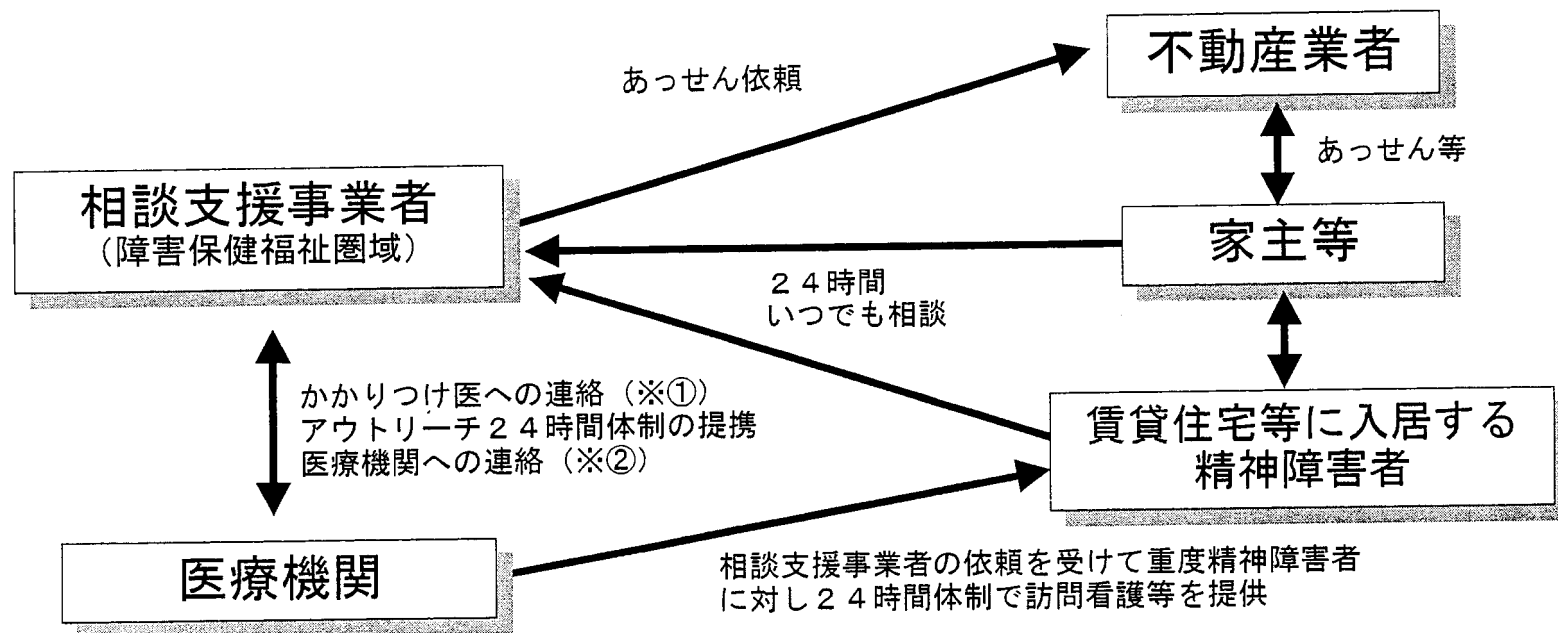 不動産業者
あっせん依頼
あっせん等
相談支援事業者
（障害保健福祉圏域）
家主等
２４時間
いつでも相談
かかりつけ医への連絡（※①）
アウトリーチ２４時間体制の提携
医療機関への連絡（※②）
賃貸住宅等に入居する
精神障害者
医療機関
相談支援事業者の依頼を受けて重度精神障害者
に対し２４時間体制で訪問看護等を提供